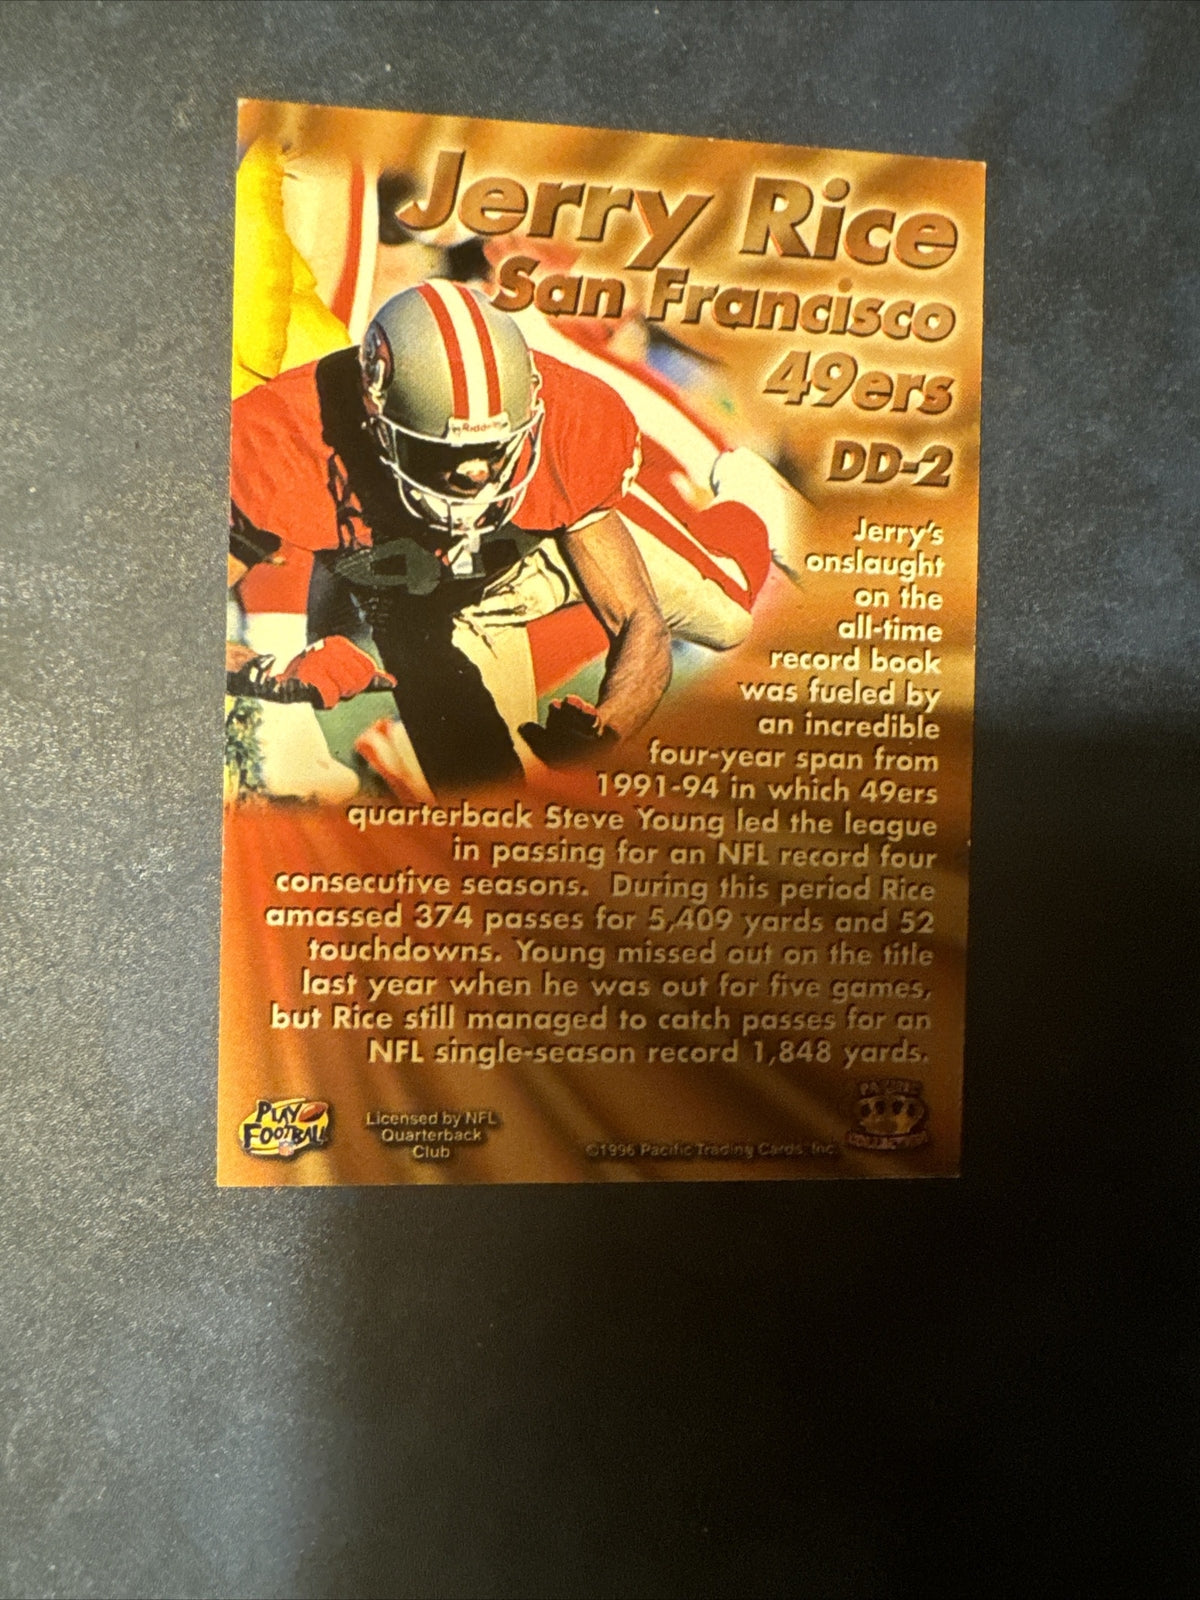 Jerry Rice
San Francisco
49ers
DD-2
Riddell
Jerry's
onslaught
on the
all-time
record book
was fueled by
an incredible
four-year span from
1991-94 in which 49ers
quarterback Steve Young led the league
in passing for an NFL record four
consecutive seasons. During this period Rice
amassed 374 passes for 5,409 yards and 52
touchdowns. Young missed out on the title
last year when he was out for five games,
but Rice still managed to catch passes for an
NFL single-season record 1,848 yards.
PLAY
FOOTBALL
Licensed by NFL
Quarterback
Club
©1996 Pacific Trading Cards, Inc.
PACIFIC
COLLECTION